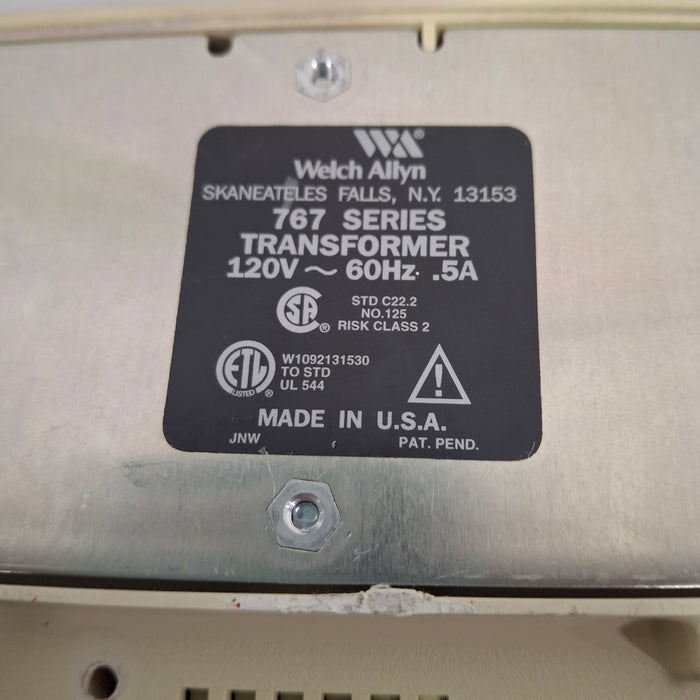 WA®
Welch Allyn
SKANEATELES FALLS, N.Y. 13153
767 SERIES
TRANSFORMER
120V ~ 60Hz .5A
SA ®
STD C22.2
NO.125
RISK CLASS 2
ETL LISTED ®
W1092131530
TO STD
UL 544
!
MADE IN U.S.A.
JNW PAT. PEND.